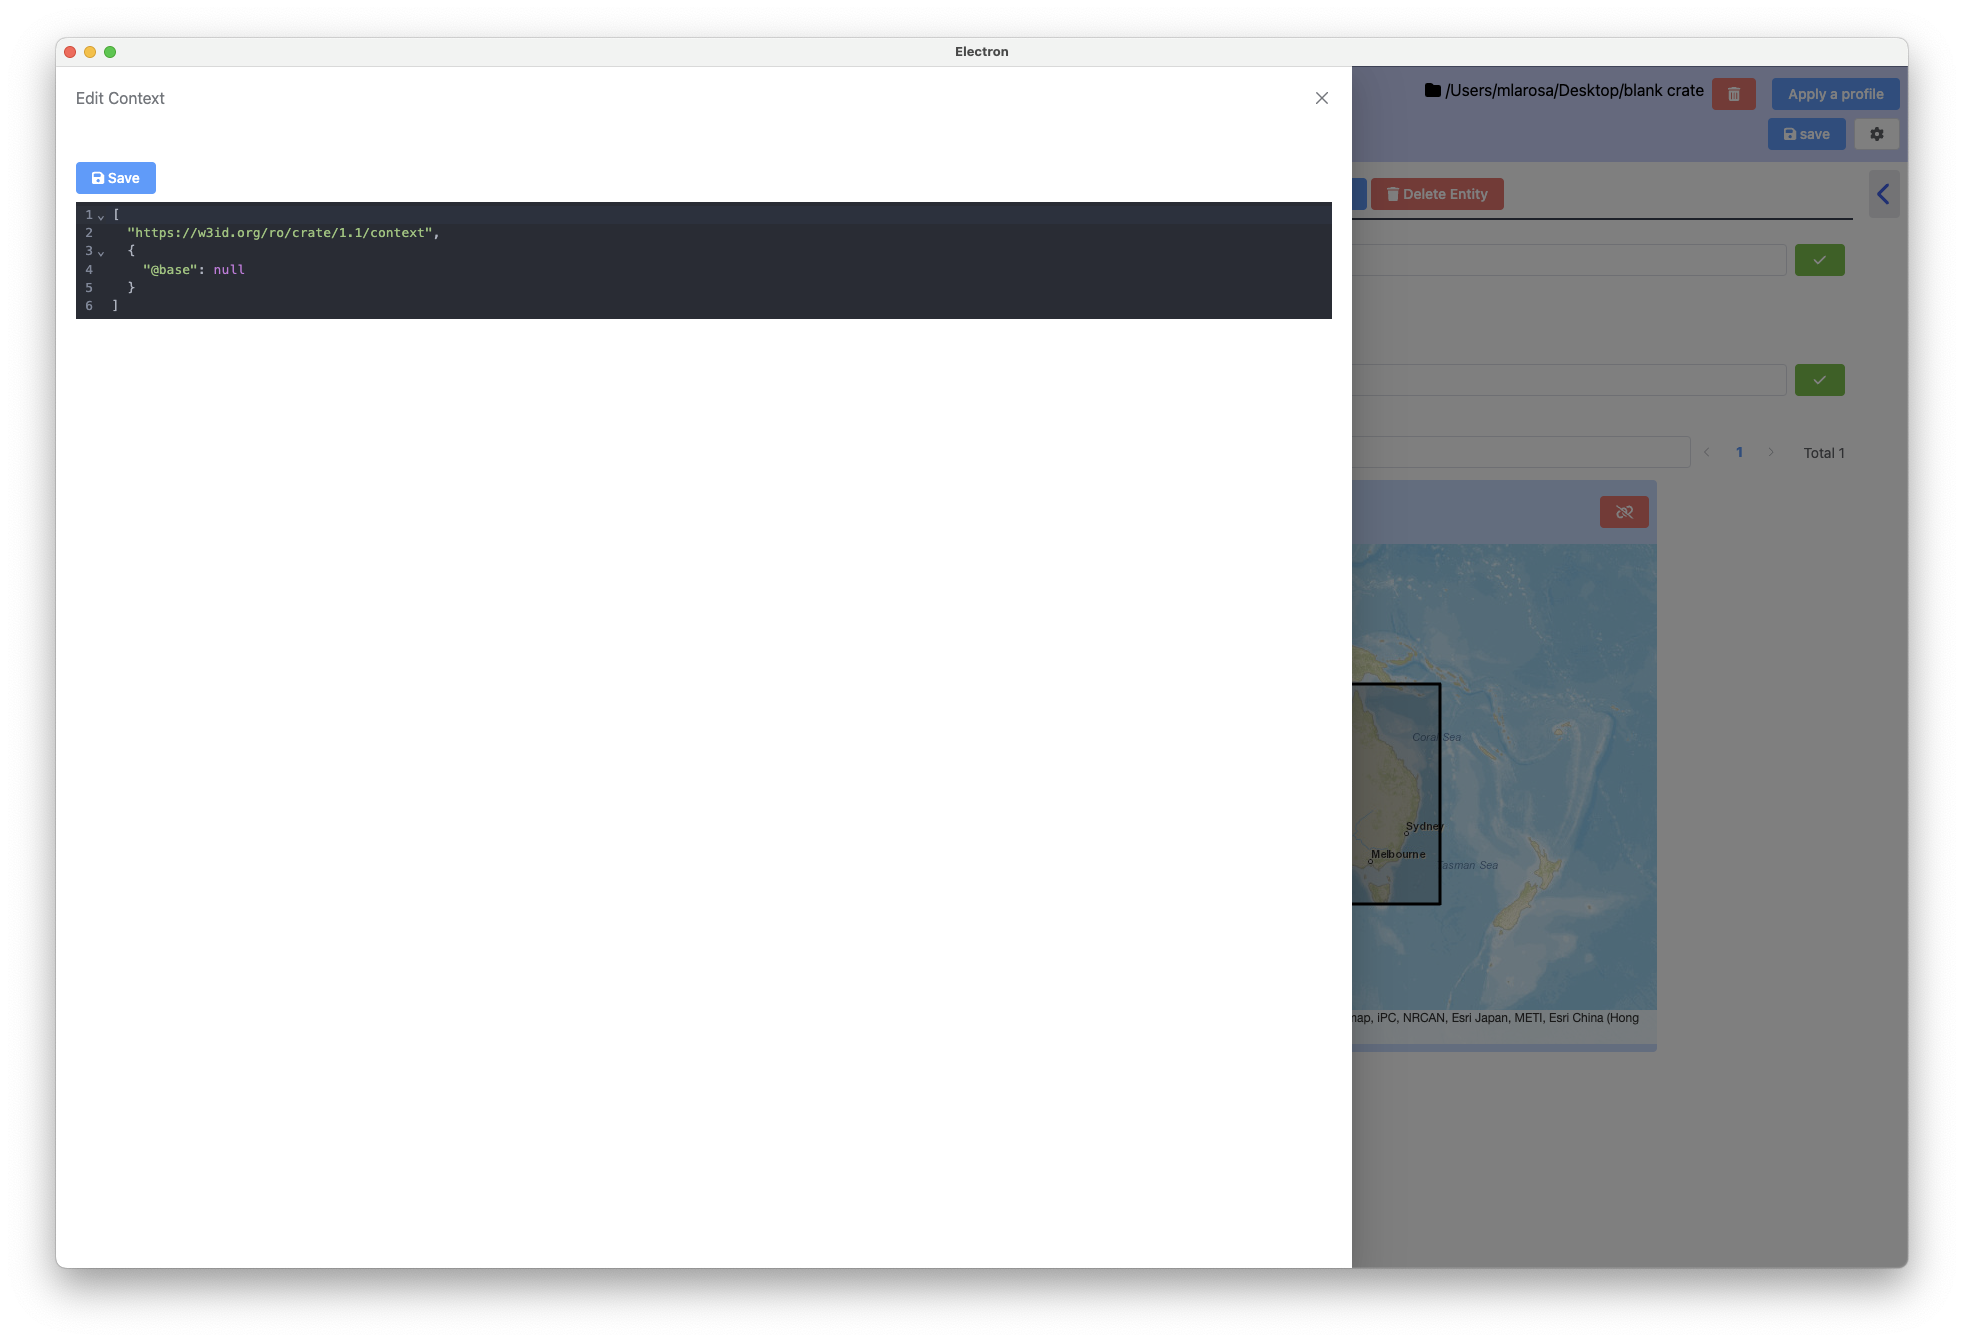 Electron
Edit Context
Save
1 [
2 "https://w3id.org/ro/crate/1.1/context",
3 {
4 "@base": null
5 }
6 ]
/Users/mlarosa/Desktop/blank crate
Apply a profile
save
Delete Entity
1
Total 1
Coral Sea
Sydney
Melbourne
Tasman Sea
iPC, NRCAN, Esri Japan, METI, Esri China (Hong